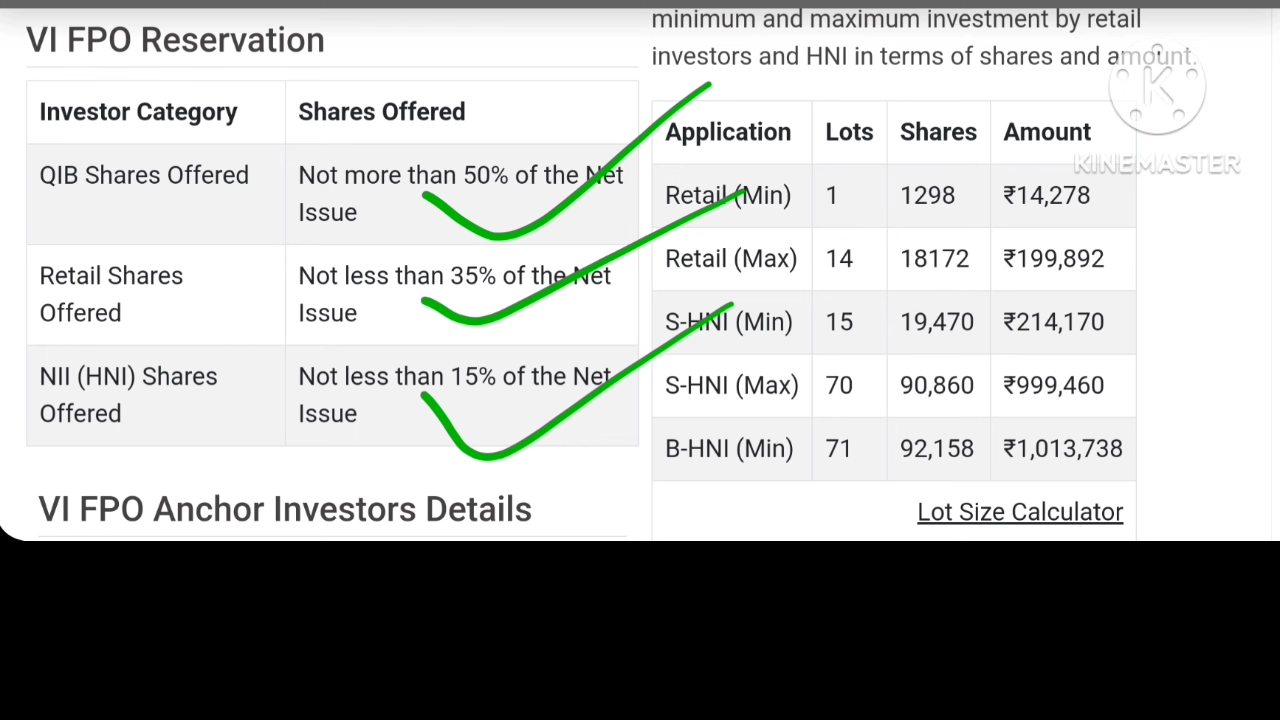 VI FPO Reservation
Investor Category Shares Offered
QIB Shares Offered Not more than 50% of the Net
Issue
Retail Shares Not less than 35% of the Net
Offered Issue
NII (HNI) Shares Not less than 15% of the Net
Offered Issue
VI FPO Anchor Investors Details
minimum and maximum investment by retail
investors and HNI in terms of shares and amount.
Application Lots Shares Amount
Retail (Min) 1 1298 ₹14,278
Retail (Max) 14 18172 ₹199,892
S-HNI (Min) 15 19,470 ₹214,170
S-HNI (Max) 70 90,860 ₹999,460
B-HNI (Min) 71 92,158 ₹1,013,738
Lot Size Calculator
K
KINEMASTER